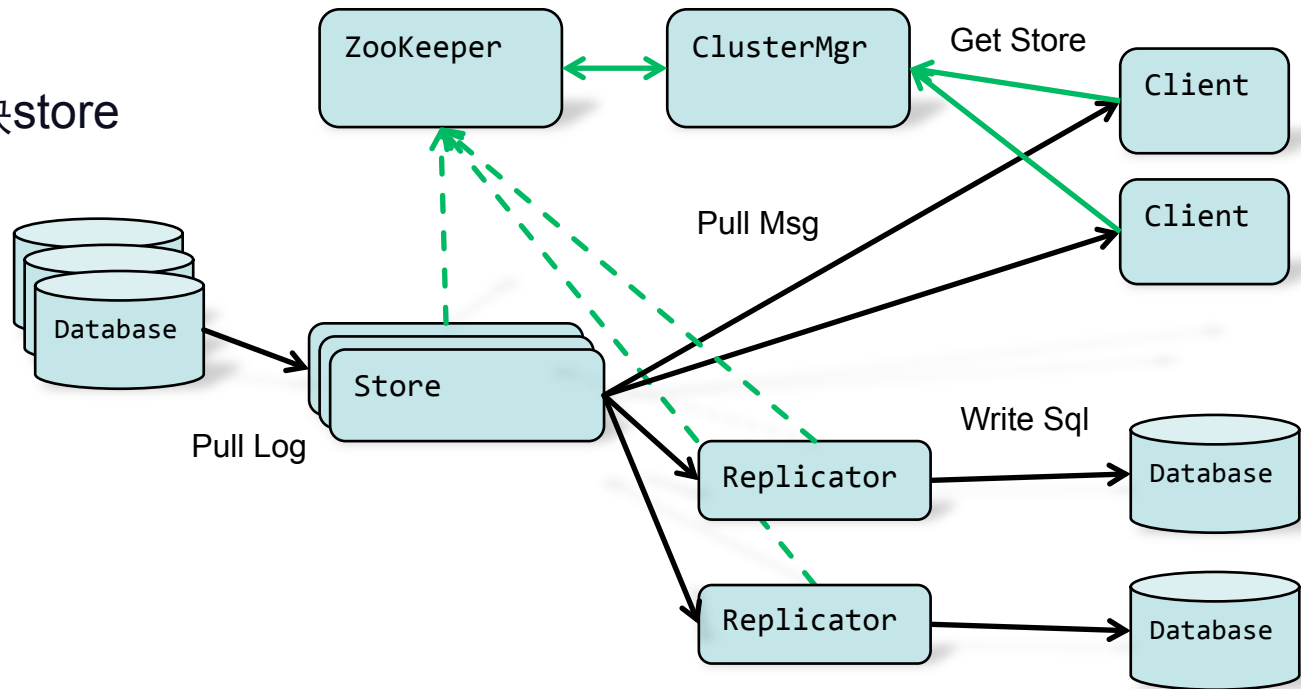 ZooKeeper
ClusterMgr
Get Store
Client
store
Client
Pull Msg
Database
Store
Pull Log
Write Sql
Replicator
Database
Replicator
Database